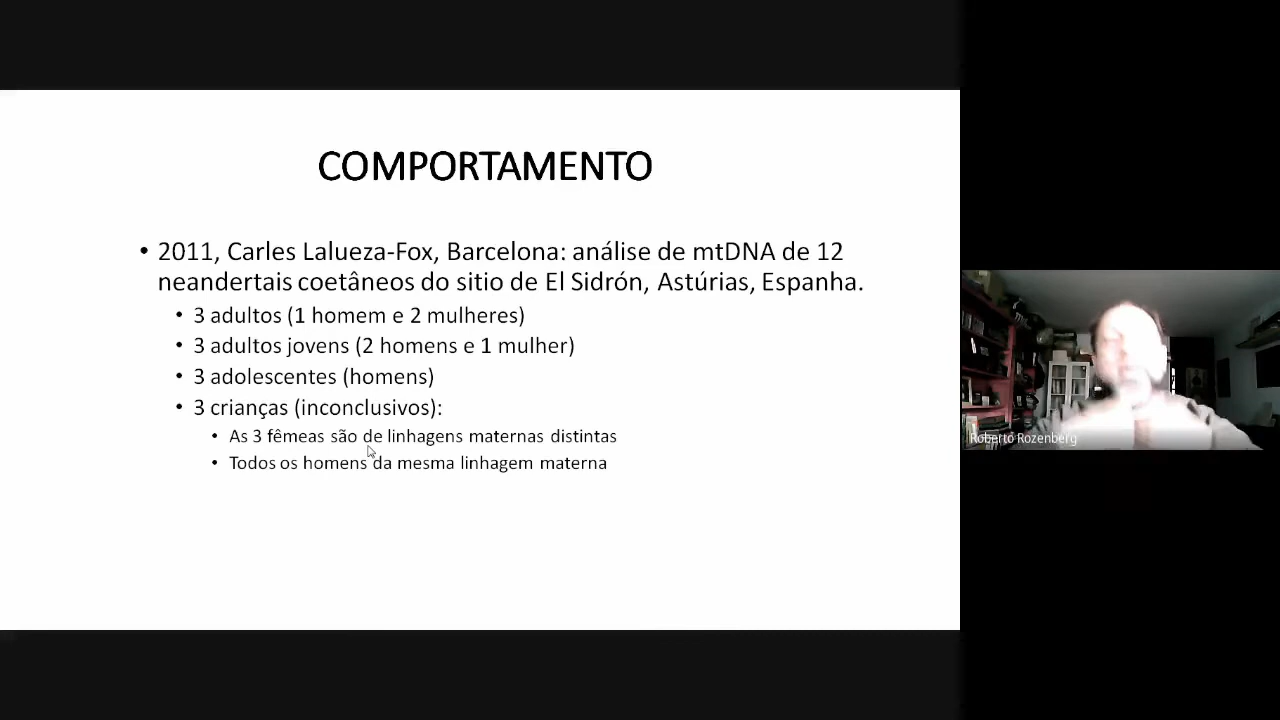 COMPORTAMENTO
• 2011, Carles Lalueza-Fox, Barcelona: análise de mtDNA de 12
neandertais coetâneos do sitio de El Sidrón, Astúrias, Espanha.
• 3 adultos (1 homem e 2 mulheres)
• 3 adultos jovens (2 homens e 1 mulher)
• 3 adolescentes (homens)
• 3 crianças (inconclusivos):
• As 3 fêmeas são de linhagens maternas distintas
• Todos os homens da mesma linhagem materna
Roberto Rozenberg